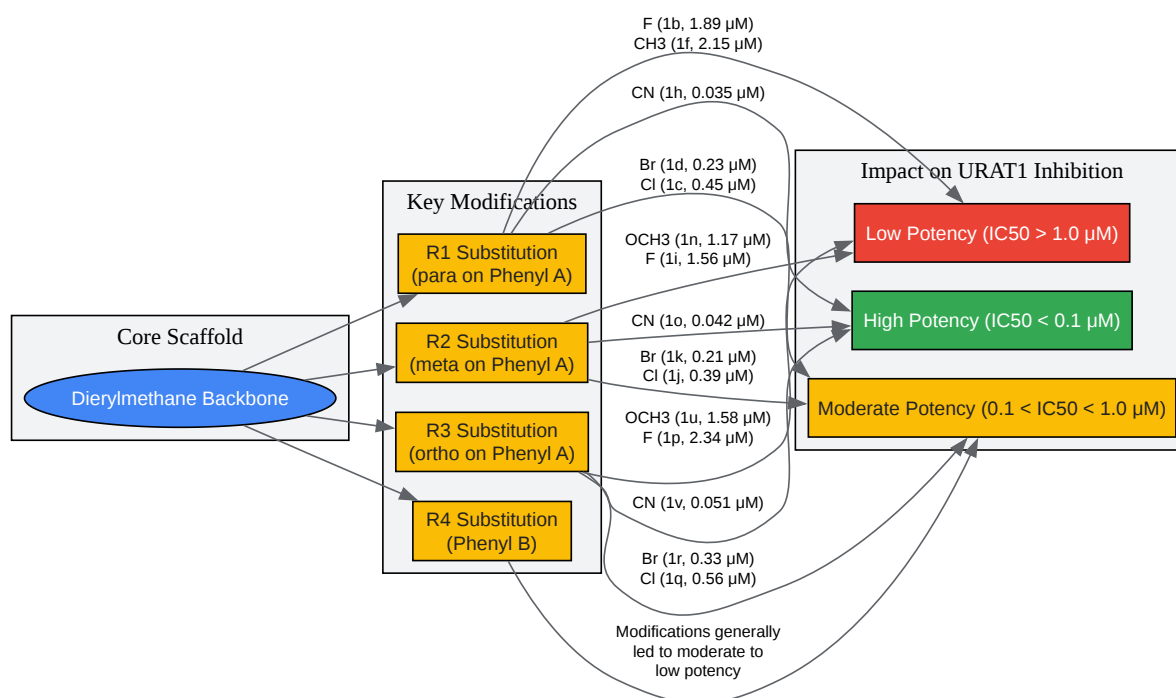 Core Scaffold
Dierylmethane Backbone
Key Modifications
R1 Substitution
(para on Phenyl A)
R2 Substitution
(meta on Phenyl A)
R3 Substitution
(ortho on Phenyl A)
R4 Substitution
(Phenyl B)
F (1b, 1.89 μM)
CH3 (1f, 2.15 μM)
CN (1h, 0.035 μM)
Br (1d, 0.23 μM)
Cl (1c, 0.45 μM)
OCH3 (1n, 1.17 μM)
F (1i, 1.56 μM)
CN (1o, 0.042 μM)
Br (1k, 0.21 μM)
Cl (1j, 0.39 μM)
OCH3 (1u, 1.58 μM)
F (1p, 2.34 μM)
CN (1v, 0.051 μM)
Br (1r, 0.33 μM)
Cl (1q, 0.56 μM)
Modifications generally
led to moderate to
low potency
Impact on URAT1 Inhibition
Low Potency (IC50 > 1.0 μM)
High Potency (IC50 < 0.1 μM)
Moderate Potency (0.1 < IC50 < 1.0 μM)